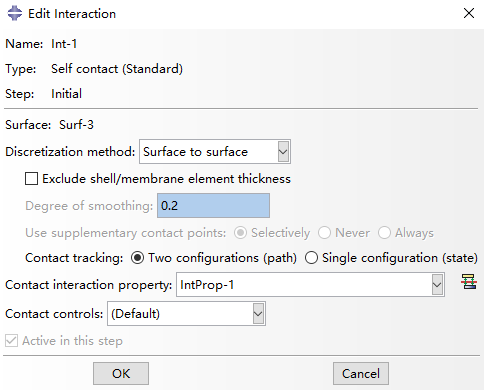 Edit Interaction
Name: Int-1
Type: Self contact (Standard)
Step: Initial
Surface: Surf-3
Discretization method: Surface to surface
Exclude shell/membrane element thickness
Degree of smoothing: 0.2
Use supplementary contact points: Selectively Never Always
Contact tracking: Two configurations (path) Single configuration (state)
Contact interaction property: IntProp-1
Contact controls: (Default)
Active in this step
OK Cancel